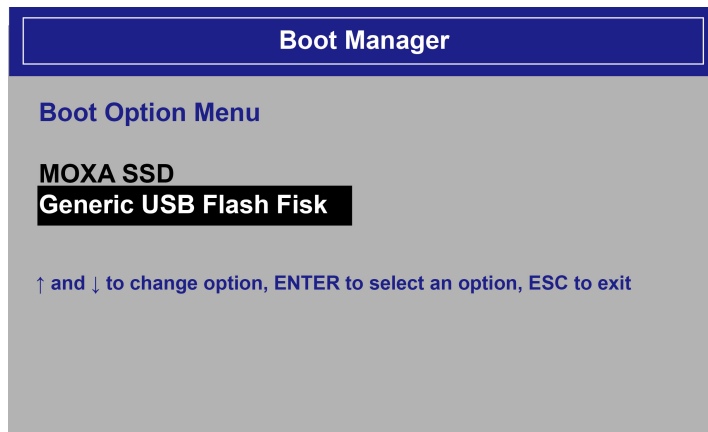 Boot Manager
Boot Option Menu
MOXA SSD
Generic USB Flash Fisk
↑ and ↓ to change option, ENTER to select an option, ESC to exit